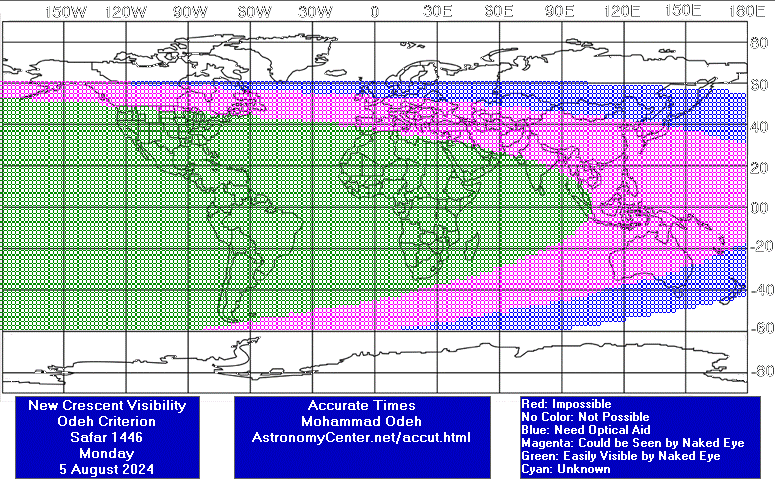 150W 120W 90W 60W 30W 0 30E 60E 90E 120E 150E 180E
80
60
40
20
00
-20
-40
-60
-80
New Crescent Visibility
Odeh Criterion
Safar 1446
Monday
5 August 2024
Accurate Times
Mohammad Odeh
AstronomyCenter.net/accut.html
Red: Impossible
No Color: Not Possible
Blue: Need Optical Aid
Magenta: Could be Seen by Naked Eye
Green: Easily Visible by Naked Eye
Cyan: Unknown